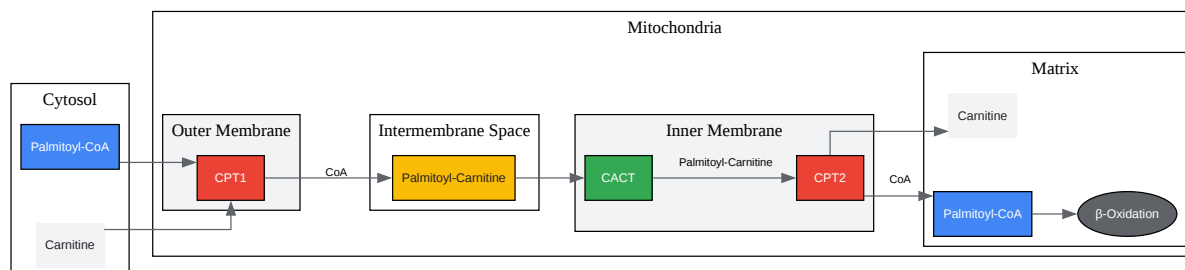 Mitochondria
Matrix
Cytosol
Carnitine
Outer Membrane
Intermembrane Space
Inner Membrane
Palmitoyl-CoA
Palmitoyl-Carnitine
CPT1
CoA
Palmitoyl-Carnitine
CACT
CPT2
CoA
Palmitoyl-CoA
β-Oxidation
Carnitine